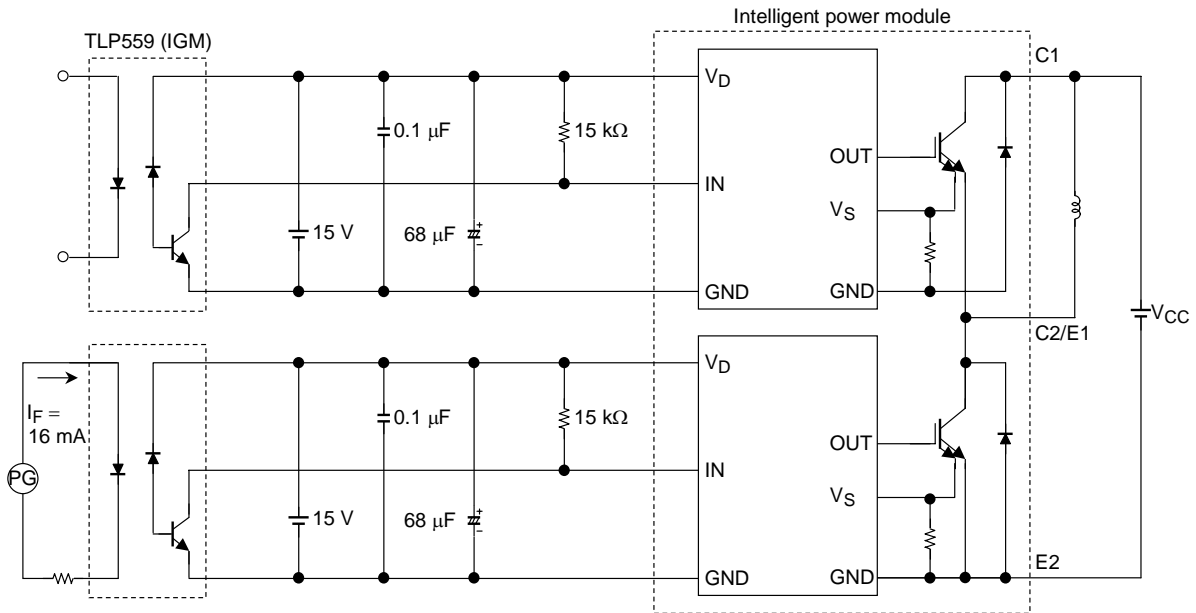 Intelligent power module
TLP559 (IGM)
C1
VD
0.1 μF
15 kΩ
OUT
IN
VS
15 V
68 μF
+
−
GND
GND
C2/E1
VCC
VD
IF =
16 mA
0.1 μF
15 kΩ
OUT
PG
IN
VS
15 V
68 μF
+
−
GND
GND
E2